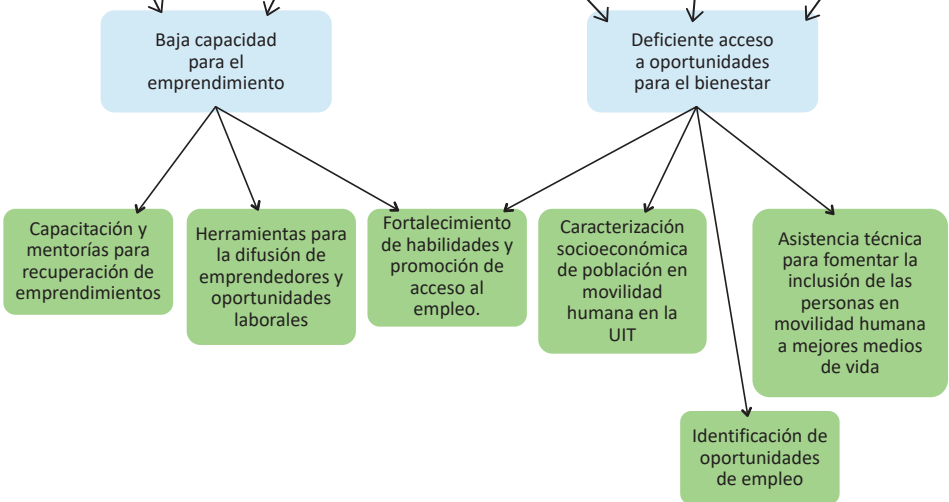 Baja capacidad
para el
emprendimiento
Deficiente acceso
a oportunidades
para el bienestar
Capacitación y
mentorías para
recuperación de
emprendimientos
Herramientas para
la difusión de
emprendedores y
oportunidades
laborales
Fortalecimiento
de habilidades y
promoción de
acceso al
empleo.
Caracterización
socioeconómica
de población en
movilidad
humana en la
UIT
Asistencia técnica
para fomentar la
inclusión de las
personas en
movilidad humana
a mejores medios
de vida
Identificación de
oportunidades
de empleo